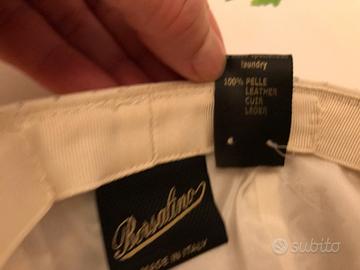 laundry
100% PELLE
LEATHER
CUIR
LEDER
Borsalino
MADE IN ITALY
subito